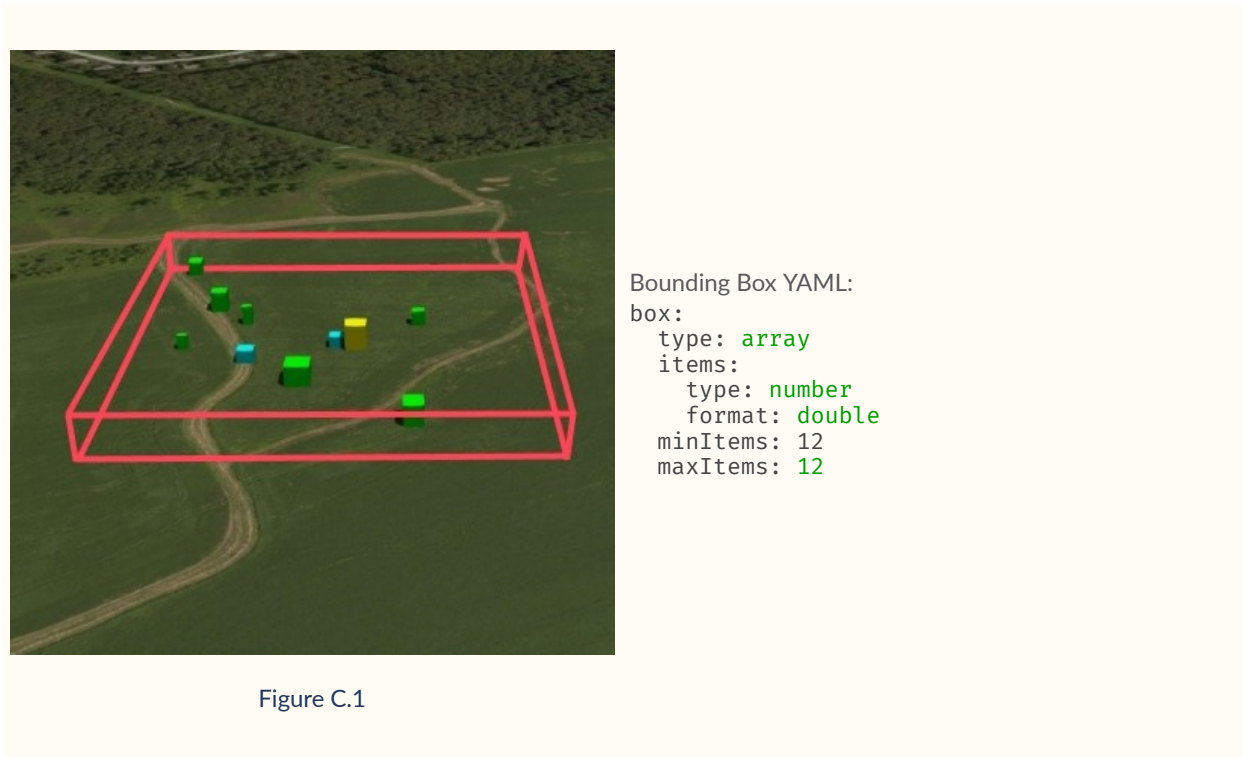 Bounding Box YAML:
box:
  type: array
  items:
    type: number
    format: double
  minItems: 12
  maxItems: 12
Figure C.1